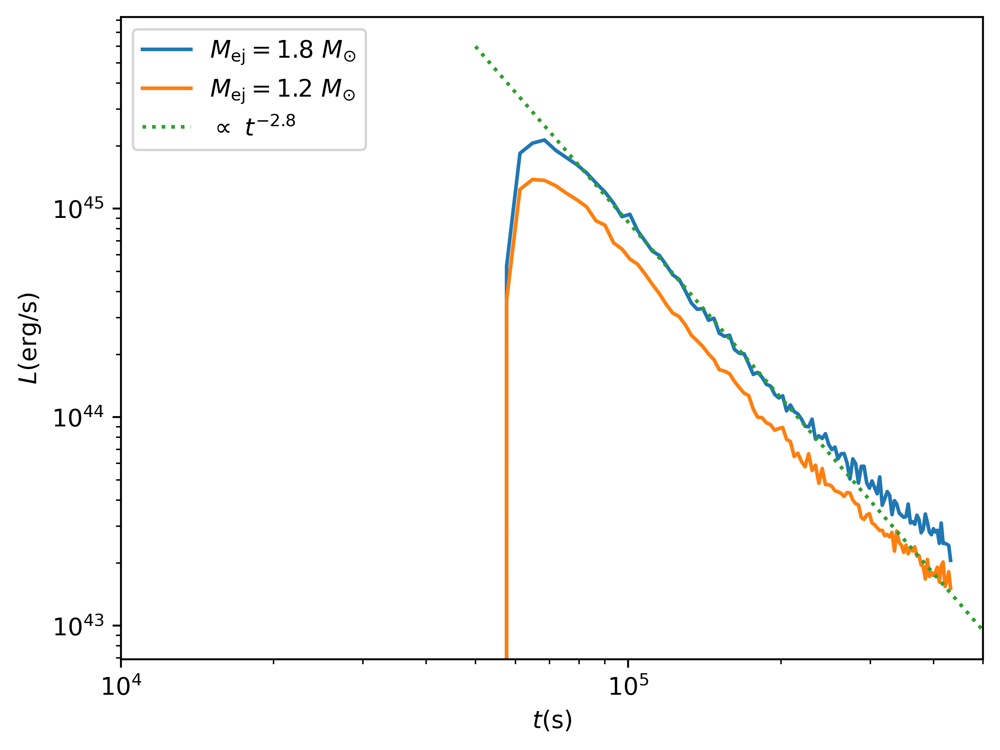 M_ej = 1.8 M_⊙
M_ej = 1.2 M_⊙
∝ t^−2.8
10^45
10^44
10^43
L(erg/s)
10^4
10^5
t(s)